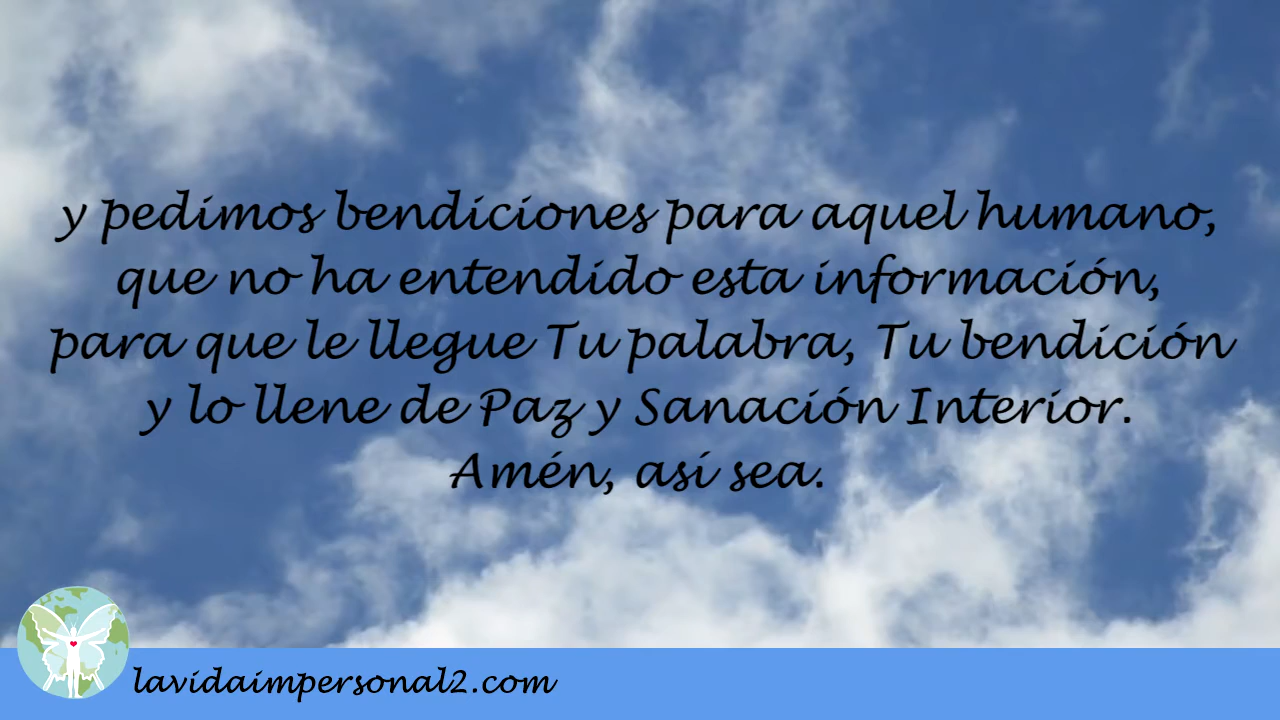 y pedimos bendiciones para aquel humano,
que no ha entendido esta información,
para que le llegue Tu palabra, Tu bendición
y lo llene de Paz y Sanación Interior.
Amén, así sea.
lavidaimpersonal2.com